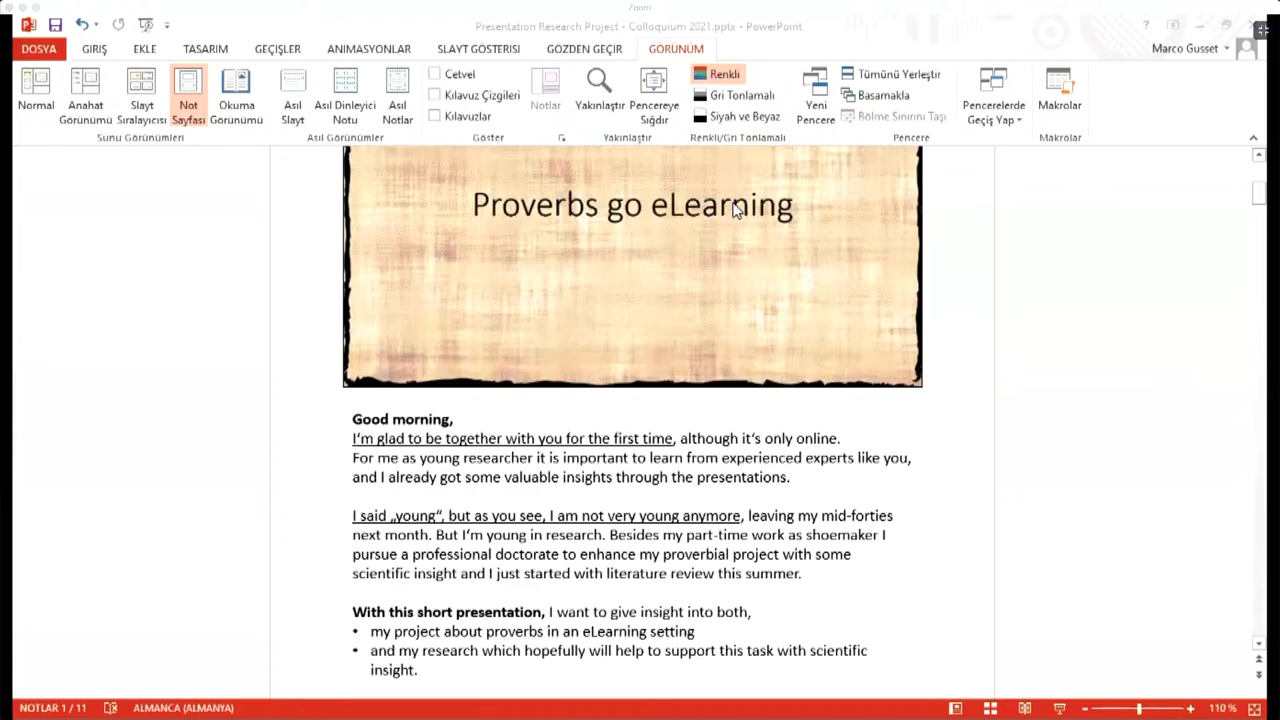 Zoom
Presentation Research Project - Colloquium 2021.pptx - PowerPoint
?
DOSYA GİRİŞ EKLE TASARIM GEÇİŞLER ANİMASYONLAR SLAYT GÖSTERİSİ GÖZDEN GEÇİR GÖRÜNÜM Marco Gusset
Normal Anahat Görünümü Slayt Sıralayıcısı Not Sayfası Okuma Görünümü
Sunu Görünümleri
Asıl Slayt Asıl Dinleyici Notu Asıl Notlar
Asıl Görünümler
Cetvel
Kılavuz Çizgileri
Kılavuzlar
Notlar
Göster
Yakınlaştır Pencereye Sığdır
Yakınlaştır
Renkli
Gri Tonlamalı
Siyah ve Beyaz
Renkli/Gri Tonlamalı
Yeni Pencere
Tümünü Yerleştir
Basamakla
Bölme Sınırını Taşı
Pencerelerde Geçiş Yap
Pencere
Makrolar
Makrolar
Proverbs go eLearning
Good morning,
I‘m glad to be together with you for the first time, although it‘s only online.
For me as young researcher it is important to learn from experienced experts like you,
and I already got some valuable insights through the presentations.
I said „young“, but as you see, I am not very young anymore, leaving my mid-forties
next month. But I‘m young in research. Besides my part-time work as shoemaker I
pursue a professional doctorate to enhance my proverbial project with some
scientific insight and I just started with literature review this summer.
With this short presentation, I want to give insight into both,
• my project about proverbs in an eLearning setting
• and my research which hopefully will help to support this task with scientific
insight.
NOTLAR 1 / 11 ALMANCA (ALMANYA) 110 %